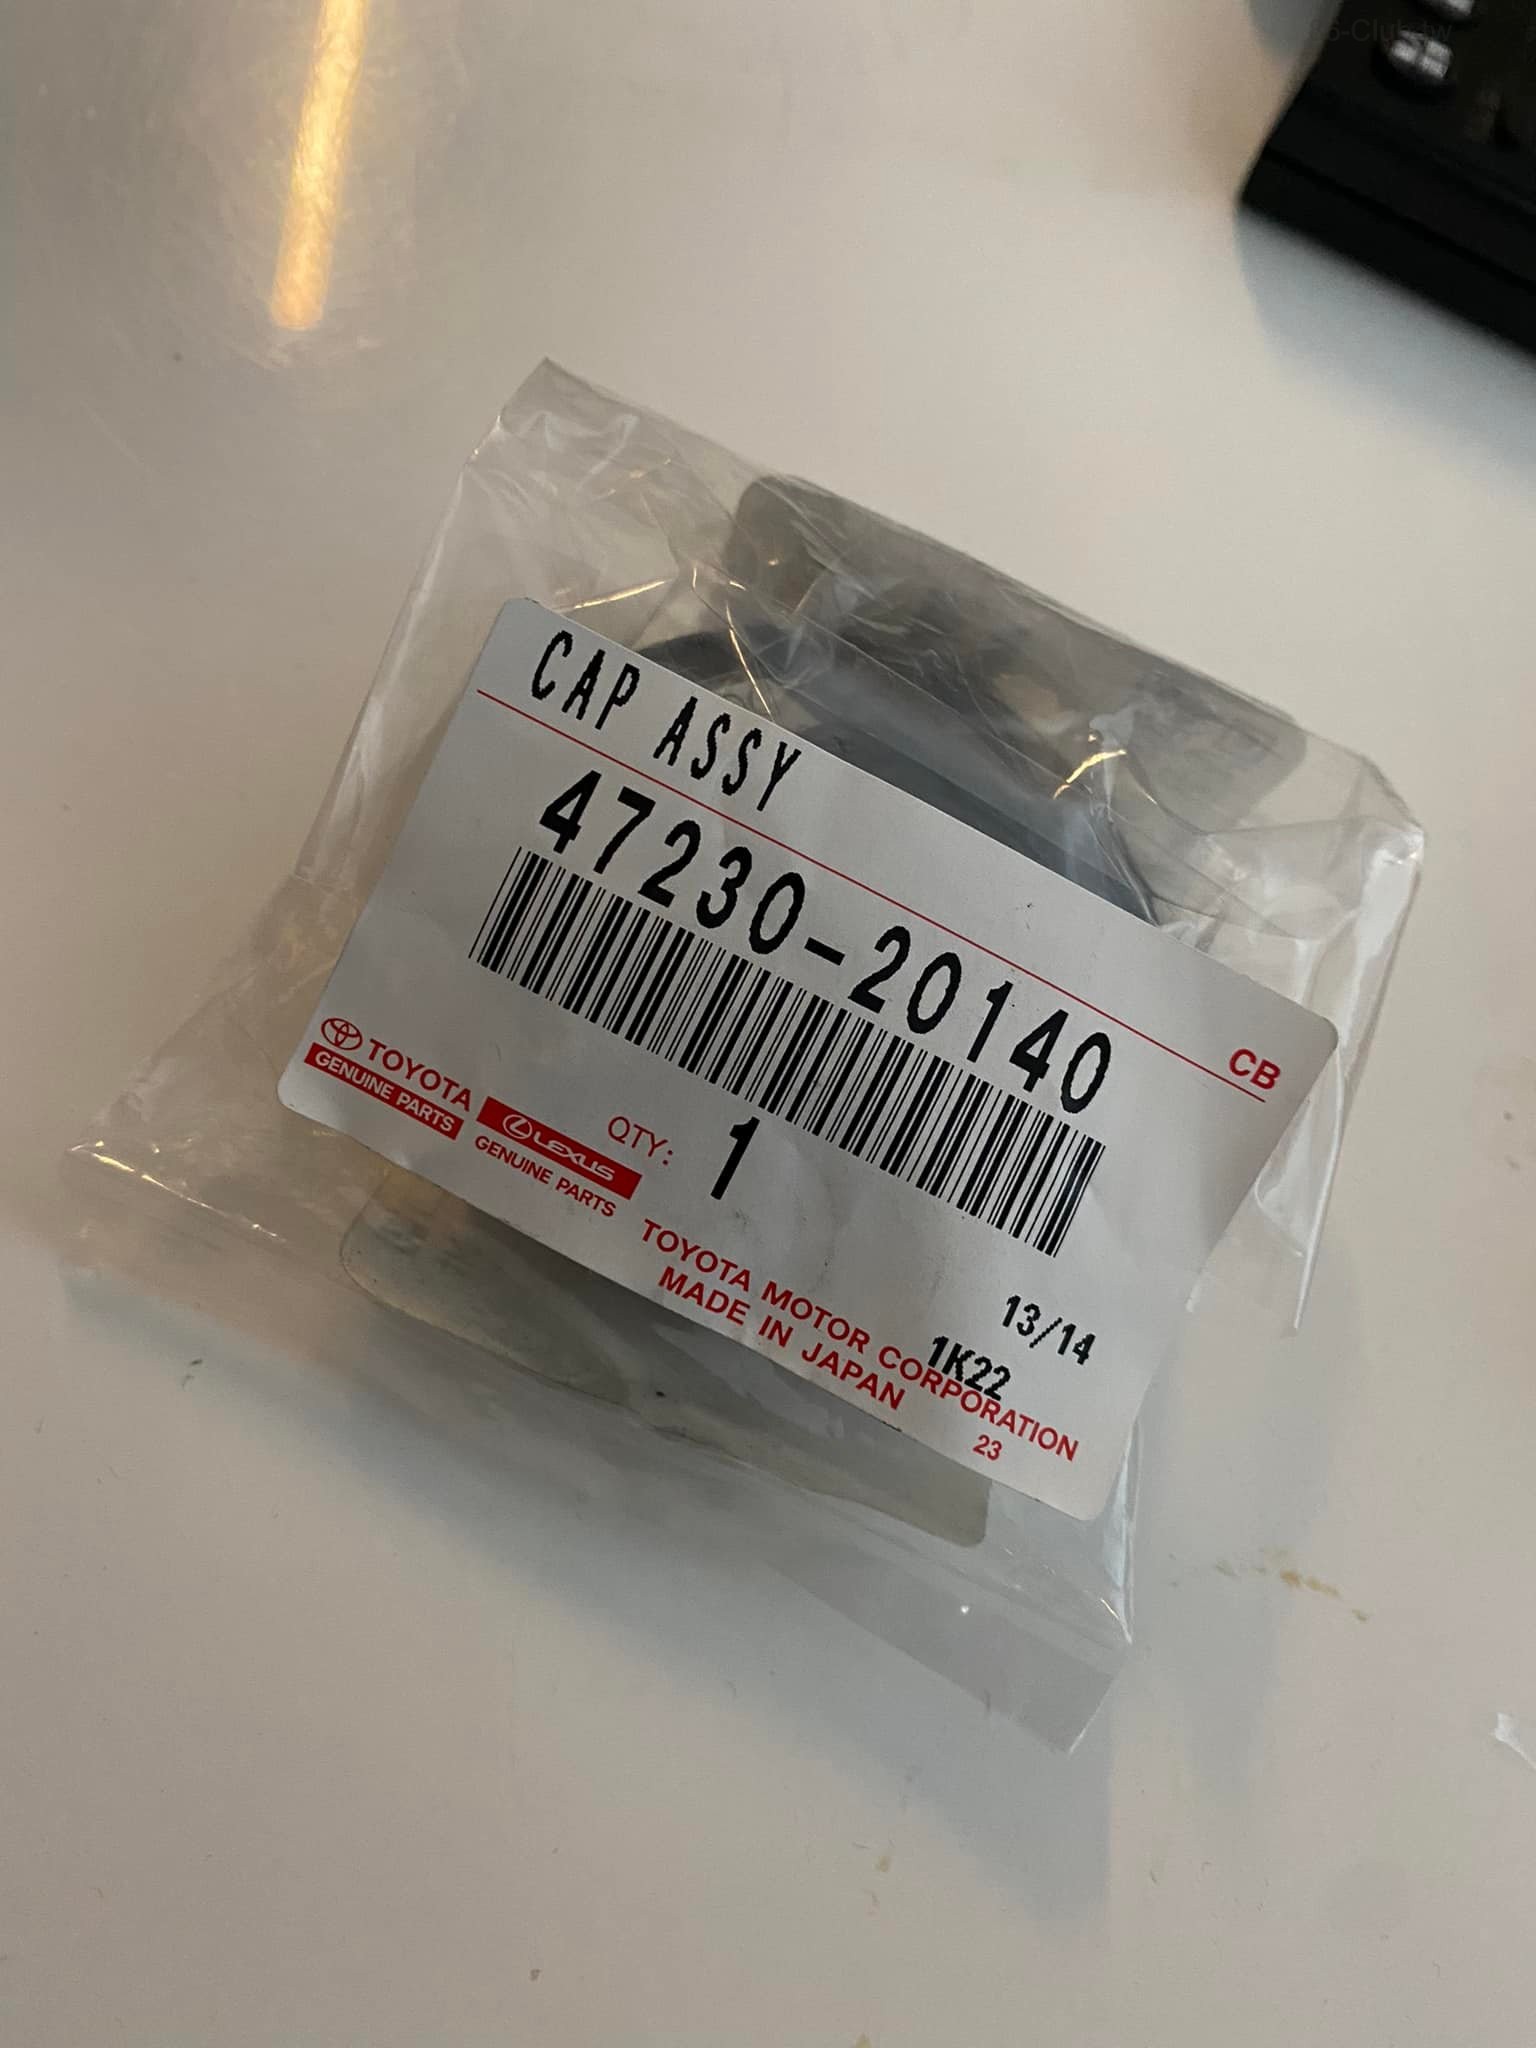 CAP ASSY
47230-20140
CB
TOYOTA
GENUINE PARTS
LEXUS
GENUINE PARTS
QTY: 1
13/14
TOYOTA MOTOR CORPORATION
1K22
MADE IN JAPAN
23